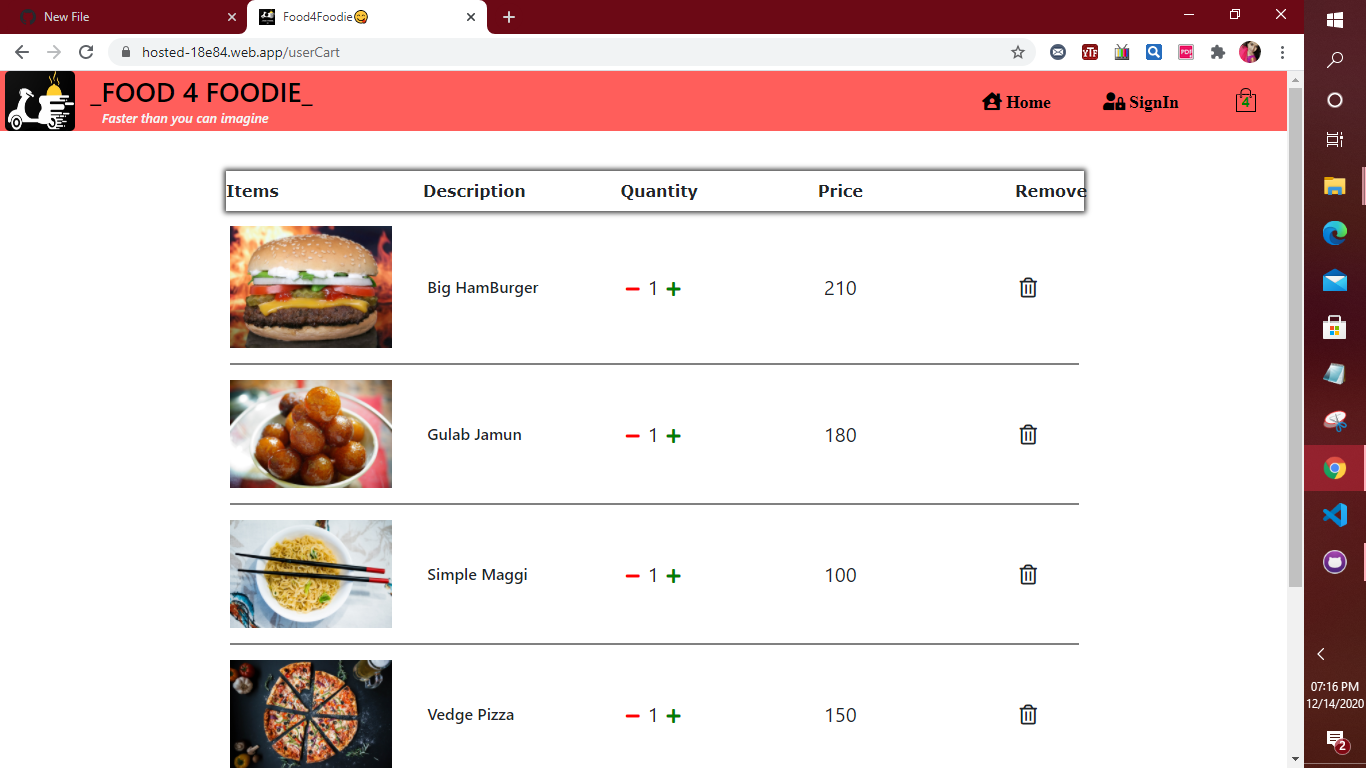 New File
Food4Foodie😋
hosted-18e84.web.app/userCart
YTF
PDF
_FOOD 4 FOODIE_
Faster than you can imagine
Home
SignIn
4
Items Description Quantity Price Remove
Big HamBurger 1 210
Gulab Jamun 1 180
Simple Maggi 1 100
Vedge Pizza 1 150
07:16 PM
12/14/2020
2